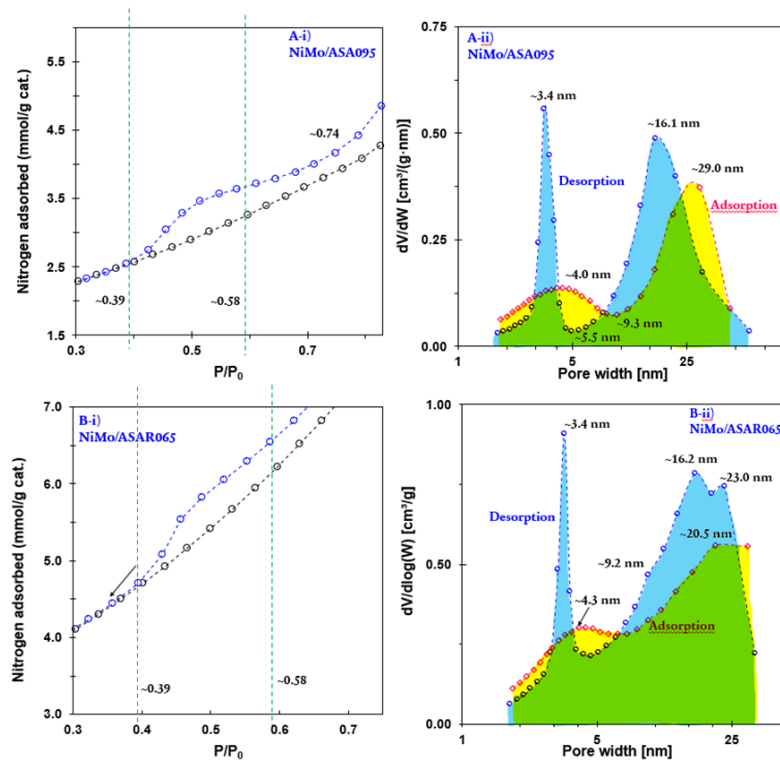 A-i)
NiMo/ASA095
Nitrogen adsorbed (mmol/g cat.)
6.0
5.5
4.5
3.5
2.5
1.5
~0.74
~0.39
~0.58
0.3
0.5
0.7
P/P0
A-ii)
NiMo/ASA095
dV/dW [cm³/(g·nm)]
0.75
0.50
0.25
0.00
~3.4 nm
~16.1 nm
~29.0 nm
Desorption
Adsorption
~4.0 nm
~9.3 nm
~5.5 nm
1
5
25
Pore width [nm]
B-i)
NiMo/ASAR065
Nitrogen adsorbed (mmol/g cat.)
7.0
6.0
5.0
4.0
3.0
~0.39
~0.58
0.3
0.4
0.5
0.6
0.7
P/P0
B-ii)
NiMo/ASAR065
dV/dlog(W) [cm³/g]
1.00
0.75
0.50
0.25
0.00
~3.4 nm
~16.2 nm
~23.0 nm
Desorption
~20.5 nm
~9.2 nm
~4.3 nm
Adsorption
1
5
25
Pore width [nm]